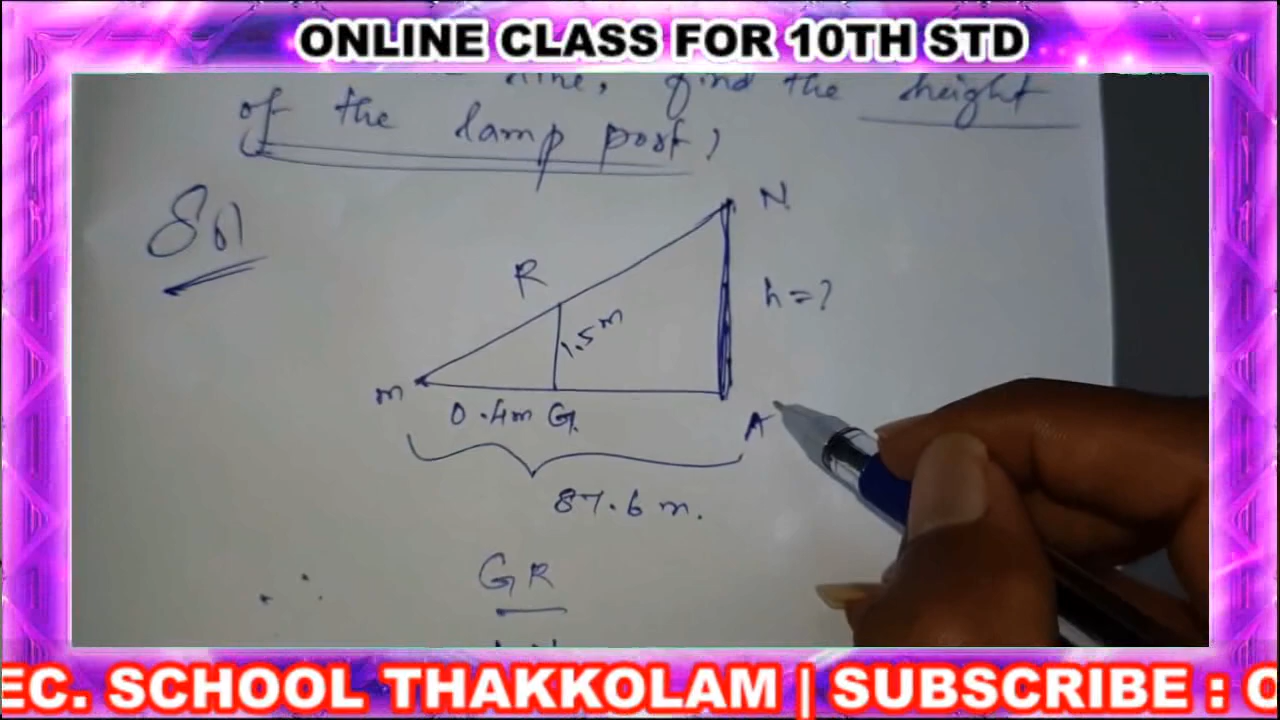 ONLINE CLASS FOR 10TH STD
find the height
of the lamp post,
Sol
N
R
h=?
1.5m
m
0.4m G
A
87.6 m.
∴
GR
EC. SCHOOL THAKKOLAM | SUBSCRIBE : O